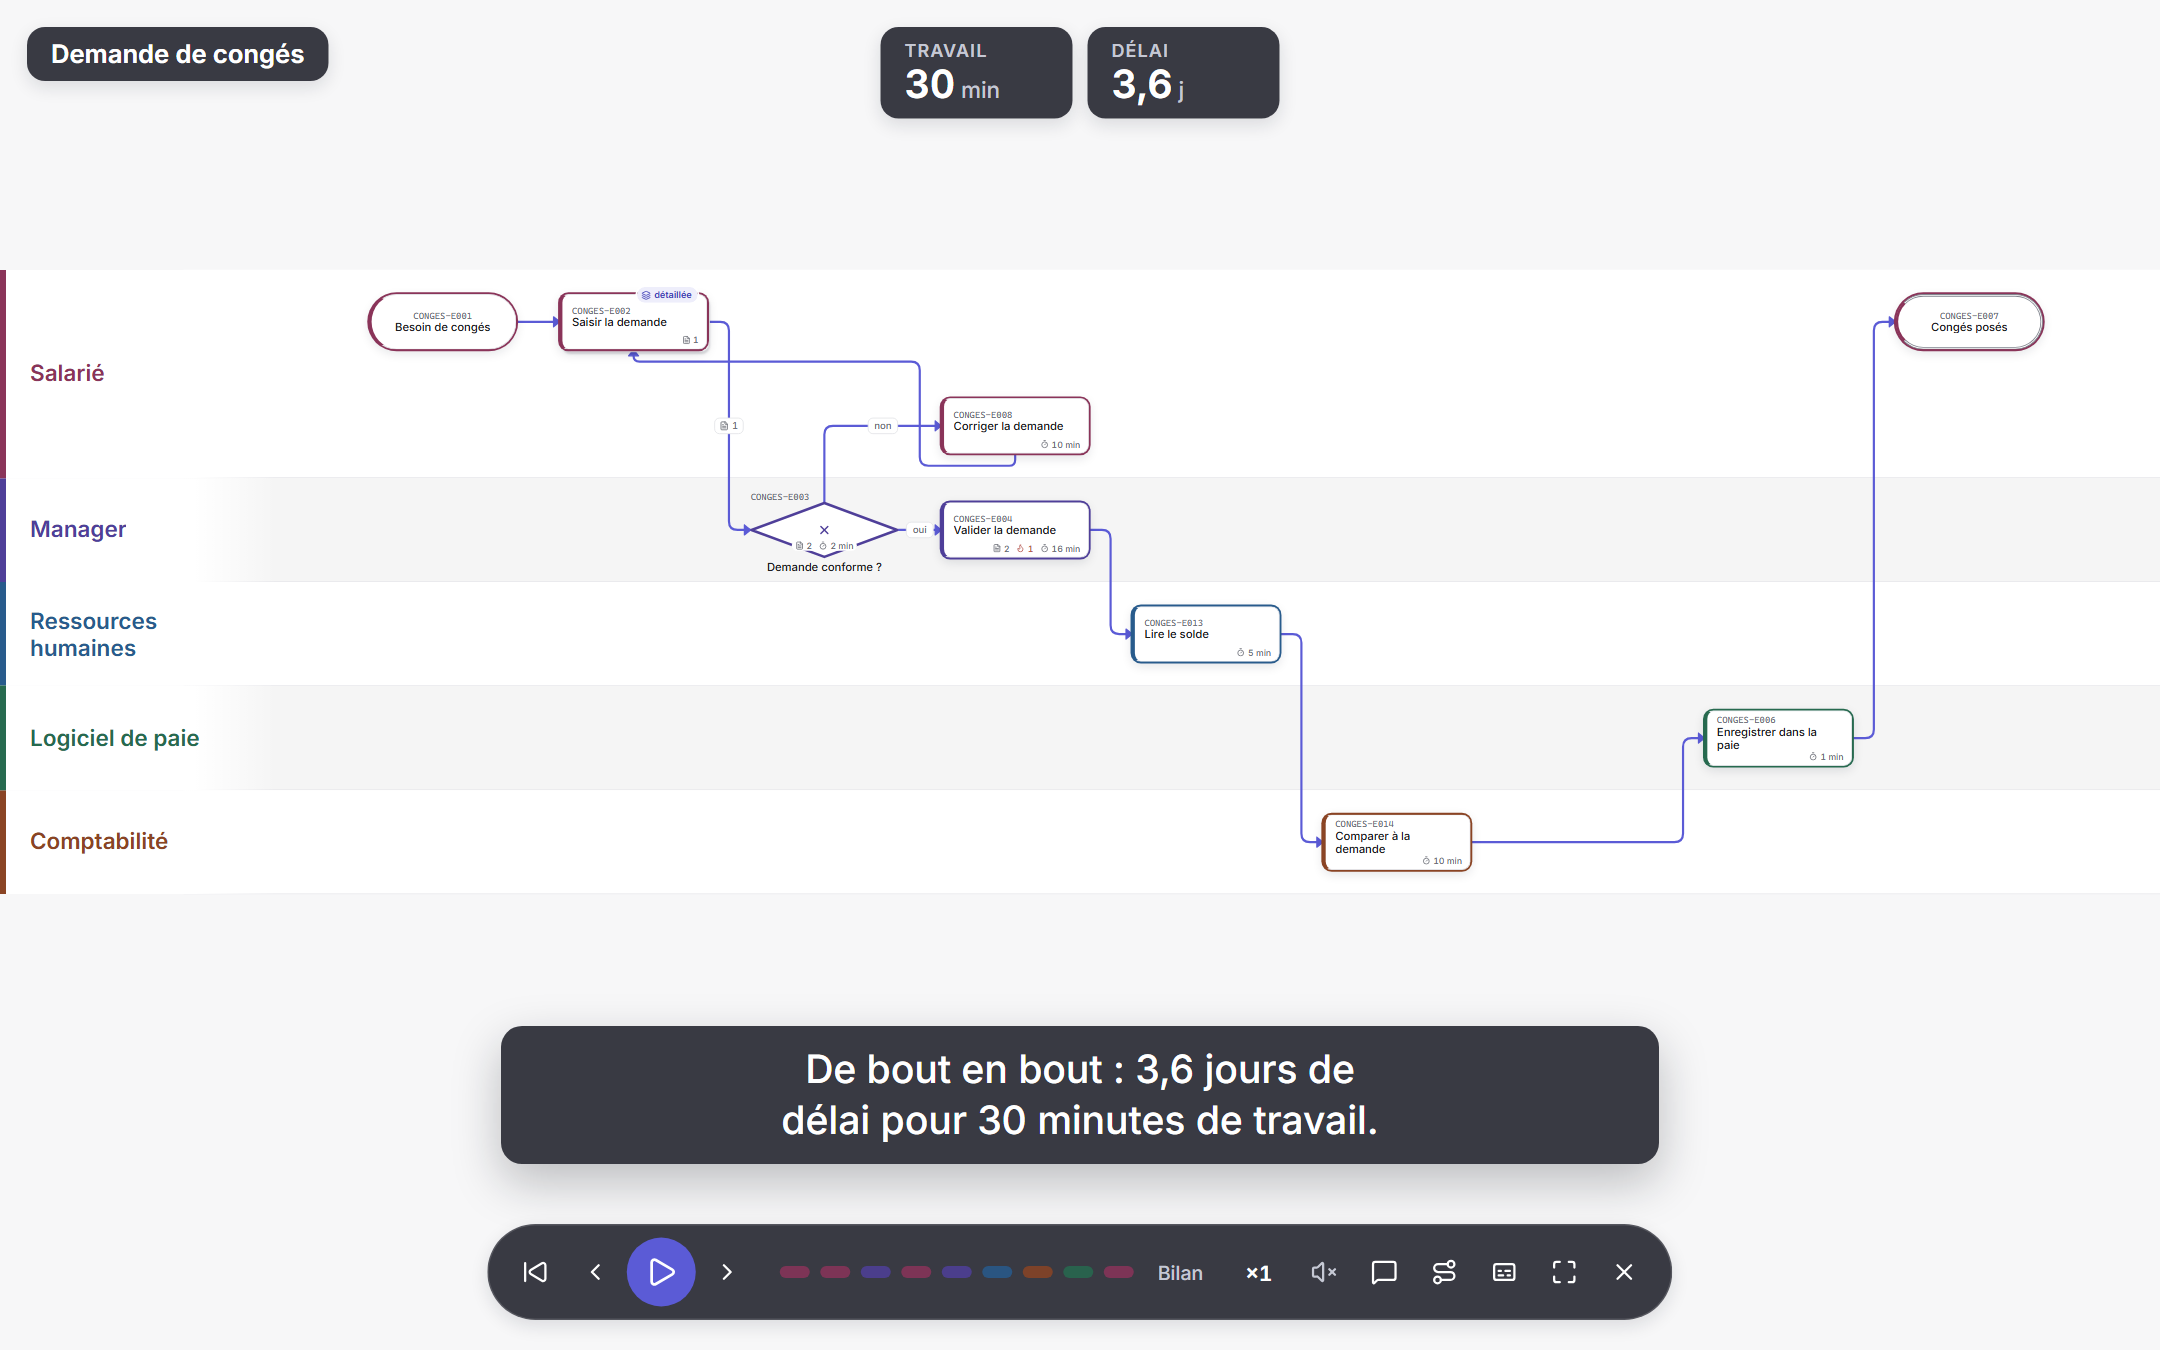 Demande de congés
TRAVAIL
30 min
DÉLAI
3,6 j
Salarié
CONGES-E001
Besoin de congés
détaillée
CONGES-E002
Saisir la demande
1
CONGES-E007
Congés posés
1
non
CONGES-E008
Corriger la demande
10 min
Manager
CONGES-E003
2 2 min
Demande conforme ?
oui
CONGES-E004
Valider la demande
2 1 16 min
Ressources
humaines
CONGES-E013
Lire le solde
5 min
Logiciel de paie
CONGES-E006
Enregistrer dans la
paie
1 min
Comptabilité
CONGES-E014
Comparer à la
demande
10 min
De bout en bout : 3,6 jours de
délai pour 30 minutes de travail.
Bilan
×1